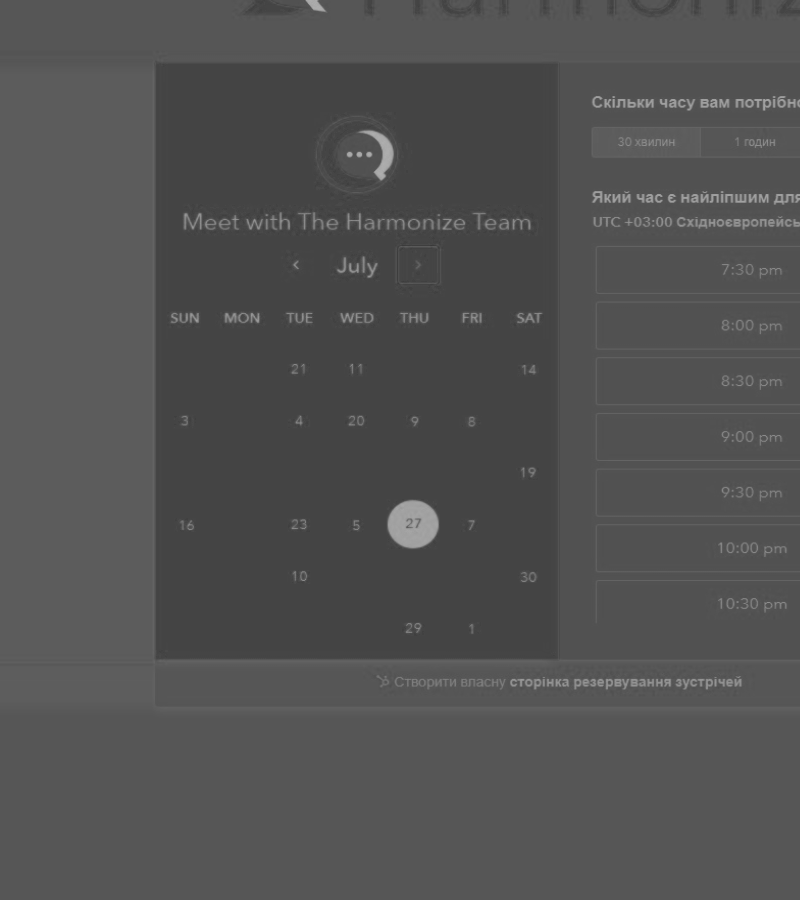 Harmoniz
Meet with The Harmonize Team
July
SUN MON TUE WED THU FRI SAT
21 11 14
3 4 20 9 8
19
16 23 5 27 7
10 30
29 1
Скільки часу вам потрібно
30 хвилин 1 годин
Який час є найліпшим для
UTC +03:00 Східноєвропейсь
7:30 pm
8:00 pm
8:30 pm
9:00 pm
9:30 pm
10:00 pm
10:30 pm
Створити власну сторінка резервування зустрічей